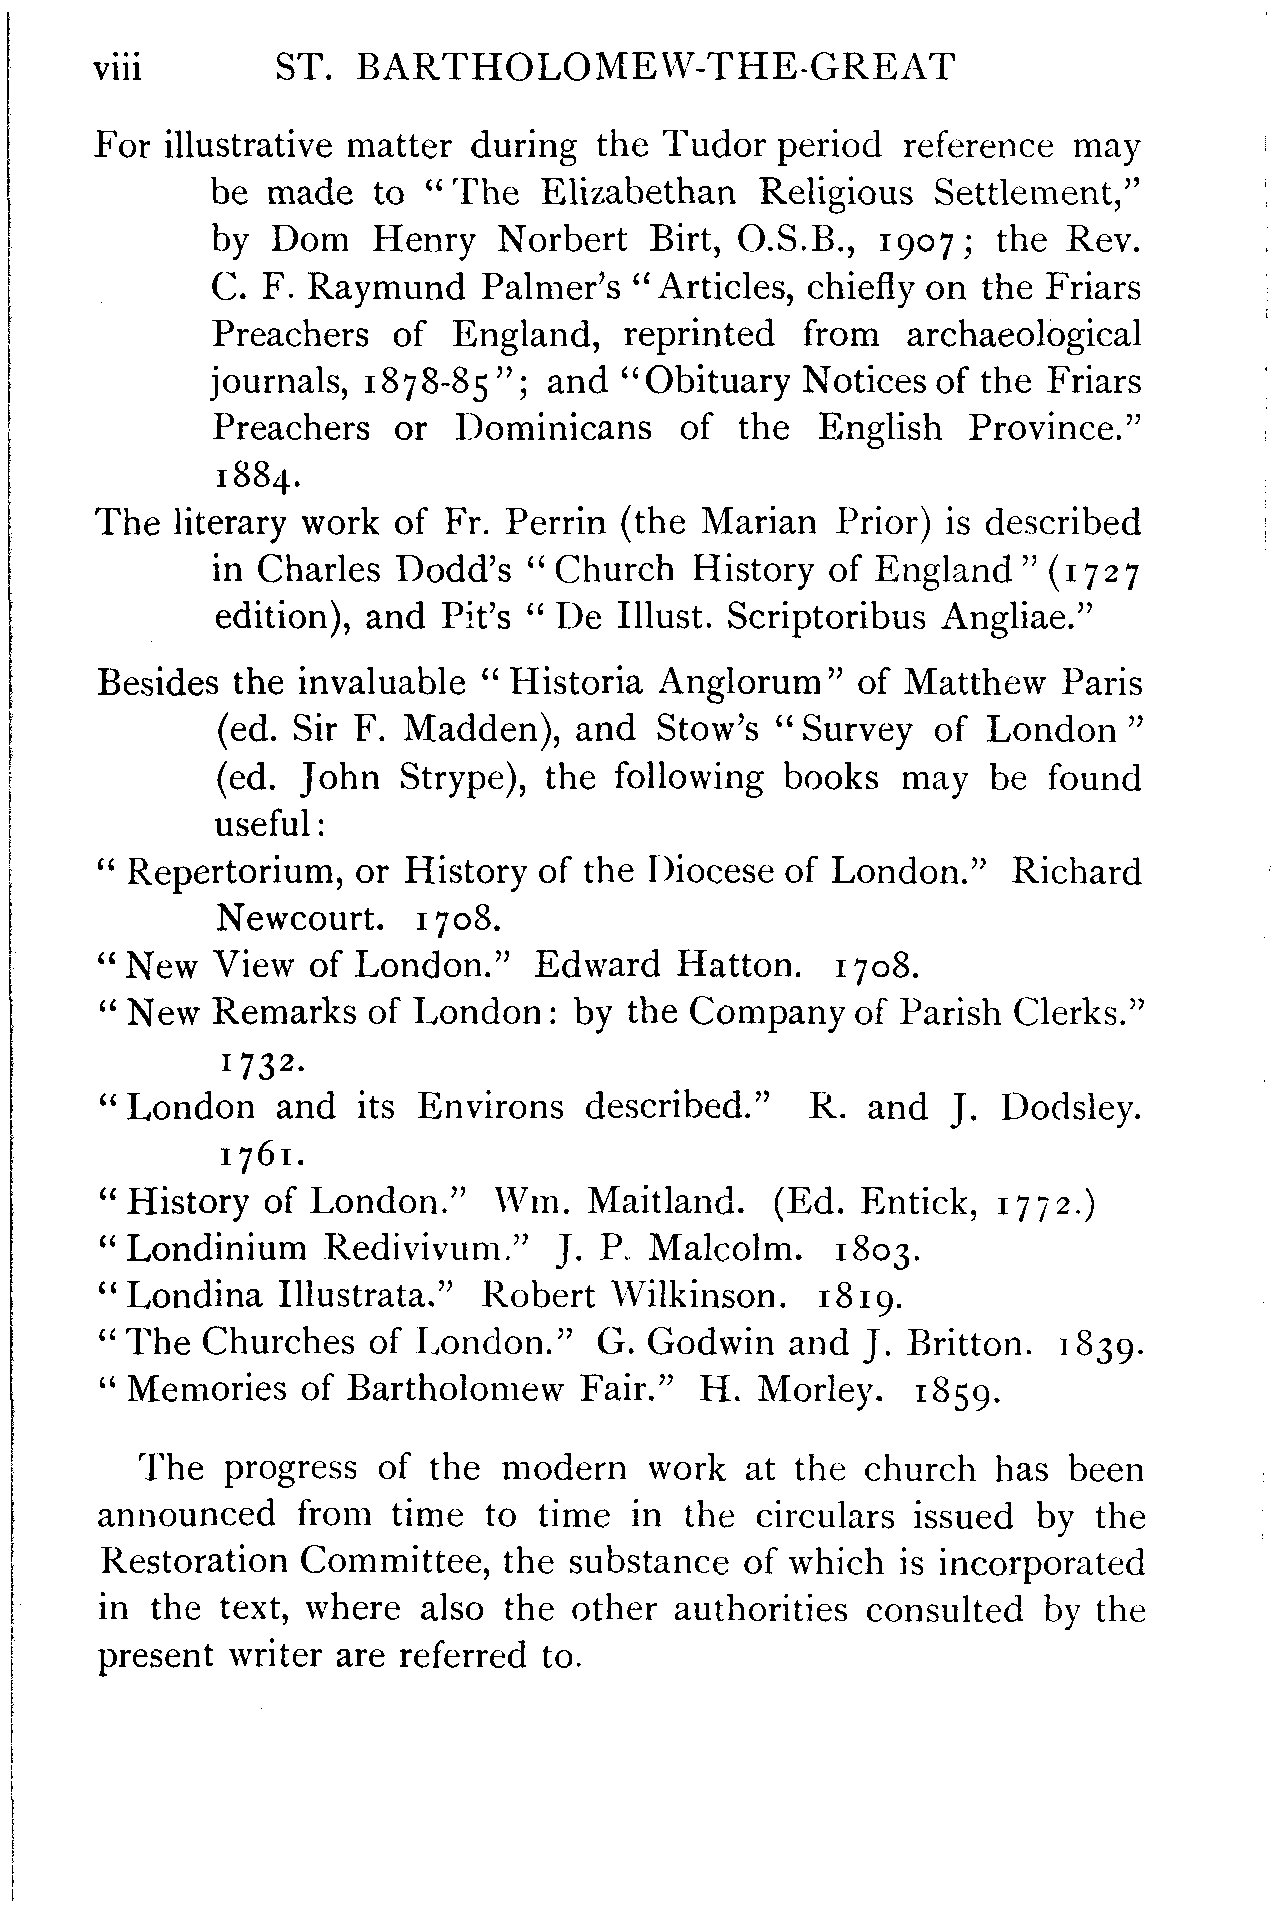 viii ST. BARTHOLOMEW-THE-GREAT
For illustrative matter during the Tudor period reference may
be made to “ The Elizabethan Religious Settlement,”
by Dom Henry Norbert Birt, O.S.B., 1907; the Rev.
C. F. Raymund Palmer’s “ Articles, chiefly on the Friars
Preachers of England, reprinted from archaeological
journals, 1878-85 ”; and “Obituary Notices of the Friars
Preachers or Dominicans of the English Province.”
1884.
The literary work of Fr. Perrin (the Marian Prior) is described
in Charles Dodd’s “ Church History of England ” (1727
edition), and Pit’s “ De Illust. Scriptoribus Angliae.”
Besides the invaluable “ Historia Anglorum ” of Matthew Paris
(ed. Sir F. Madden), and Stow’s “ Survey of London ”
(ed. John Strype), the following books may be found
useful:
“ Repertorium, or History of the Diocese of London.” Richard
Newcourt. 1708.
“ New View of London.” Edward Hatton. 1708.
“ New Remarks of London: by the Company of Parish Clerks.”
1732.
“ London and its Environs described.” R. and J. Dodsley.
1761.
“ History of London.” Wm. Maitland. (Ed. Entick, 1772.)
“ Londinium Redivivum.” J. P. Malcolm. 1803.
“ Londina Illustrata.” Robert Wilkinson. 1819.
“ The Churches of London.” G. Godwin and J. Britton. 1839.
“ Memories of Bartholomew Fair.” H. Morley. 1859.
The progress of the modern work at the church has been
announced from time to time in the circulars issued by the
Restoration Committee, the substance of which is incorporated
in the text, where also the other authorities consulted by the
present writer are referred to.